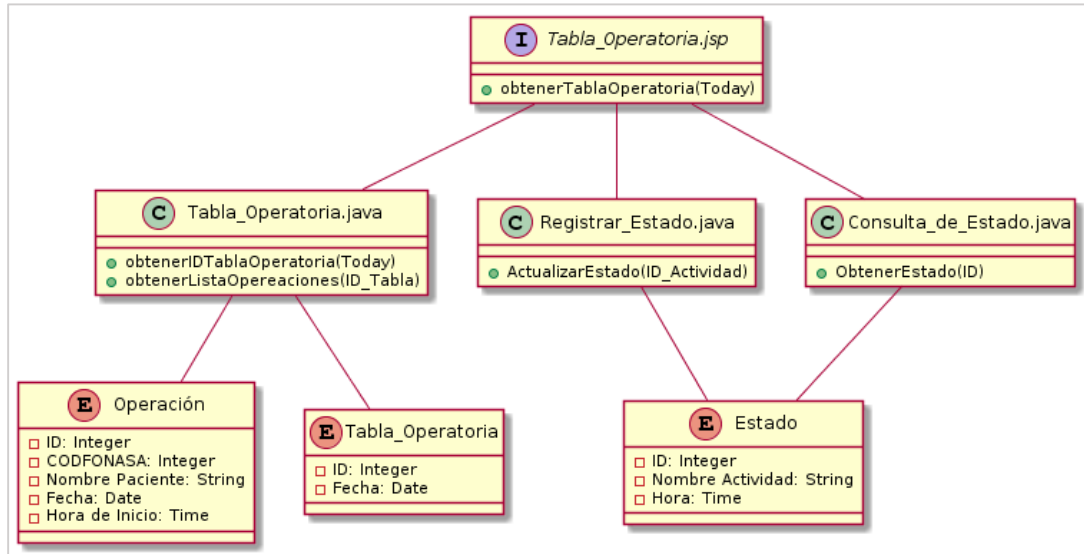 I Tabla_Operatoria.jsp
obtenerTablaOperatoria(Today)
C Tabla_Operatoria.java
obtenerIDTablaOperatoria(Today)
obtenerListaOpereaciones(ID_Tabla)
C Registrar_Estado.java
ActualizarEstado(ID_Actividad)
C Consulta_de_Estado.java
ObtenerEstado(ID)
E Operación
ID: Integer
CODFONASA: Integer
Nombre Paciente: String
Fecha: Date
Hora de Inicio: Time
E Tabla_Operatoria
ID: Integer
Fecha: Date
E Estado
ID: Integer
Nombre Actividad: String
Hora: Time